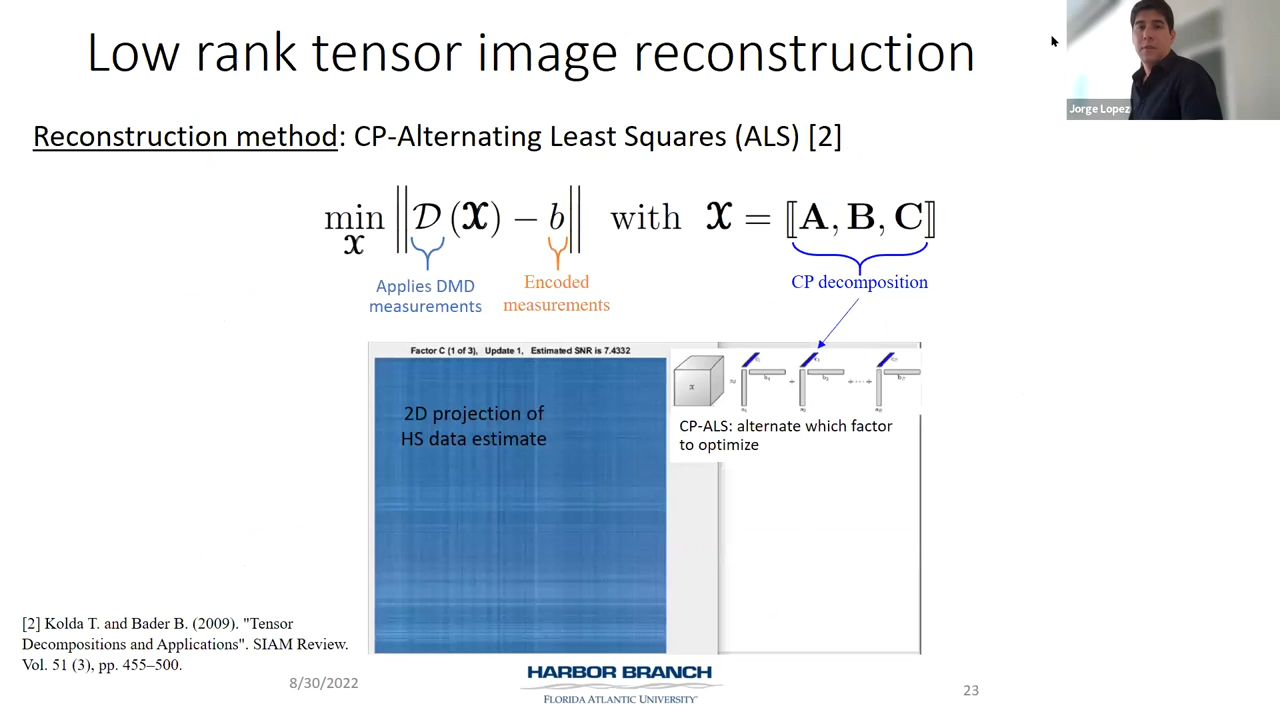 Low rank tensor image reconstruction
Jorge Lopez
Reconstruction method: CP-Alternating Least Squares (ALS) [2]
min ‖𝒟(𝓧) − b‖ with 𝓧 = ⟦A, B, C⟧
𝓧
Applies DMD
measurements
Encoded
measurements
CP decomposition
Factor C (1 of 3), Update 1, Estimated SNR is 7.4332
2D projection of
HS data estimate
x ≈ + + ⋯ +
CP-ALS: alternate which factor
to optimize
[2] Kolda T. and Bader B. (2009). "Tensor
Decompositions and Applications". SIAM Review.
Vol. 51 (3), pp. 455–500.
8/30/2022
HARBOR BRANCH
FLORIDA ATLANTIC UNIVERSITY
23